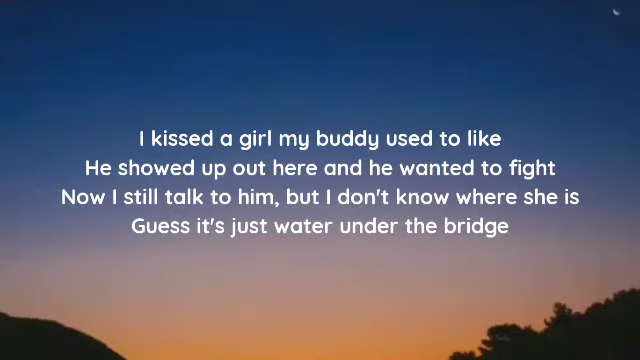 I kissed a girl my buddy used to like
He showed up out here and he wanted to fight
Now I still talk to him, but I don't know where she is
Guess it's just water under the bridge